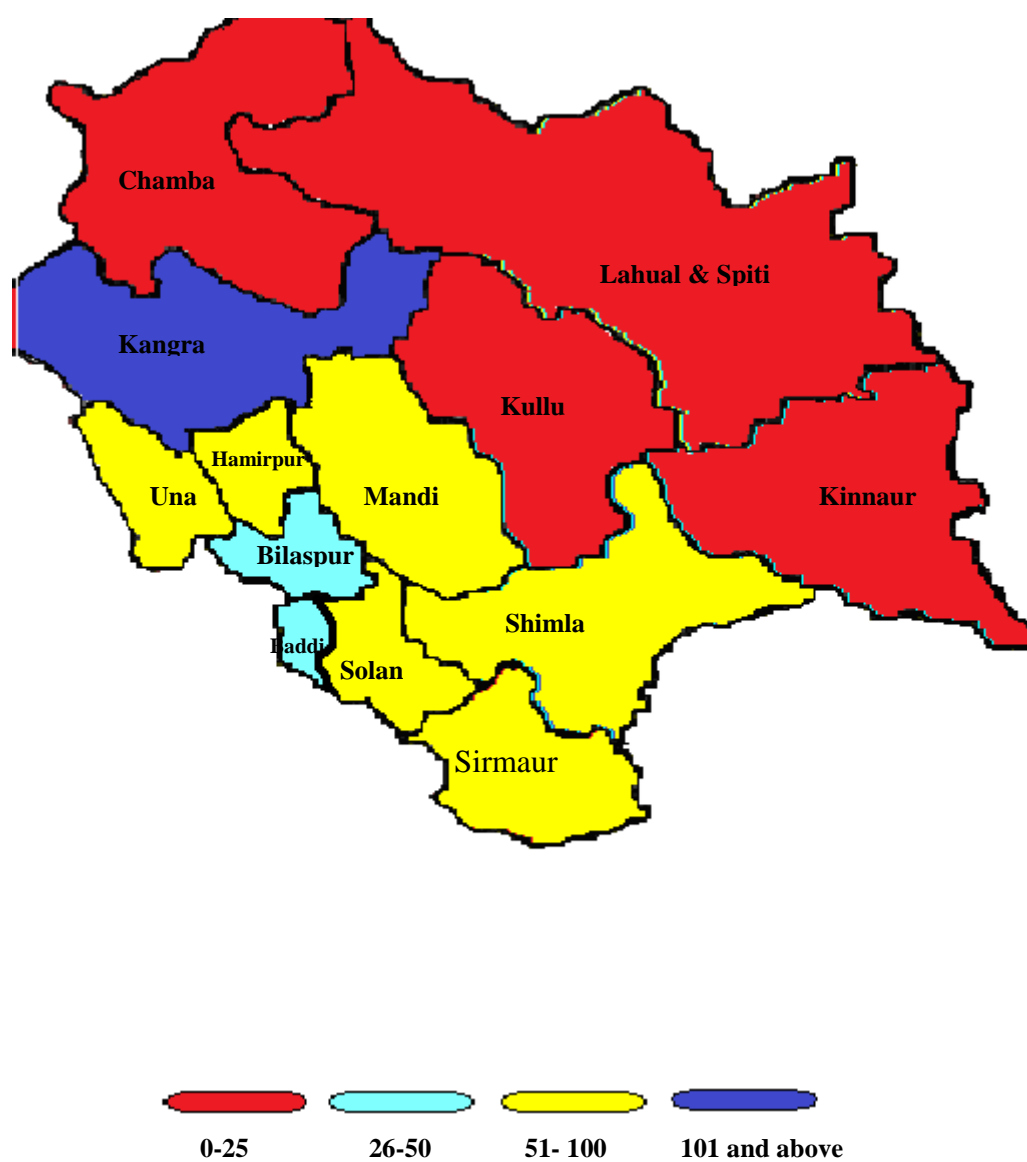 Chamba
Lahual & Spiti
Kangra
Kullu
Hamirpur
Una
Mandi
Kinnaur
Bilaspur
Shimla
Baddi
Solan
Sirmaur
0-25
26-50
51- 100
101 and above